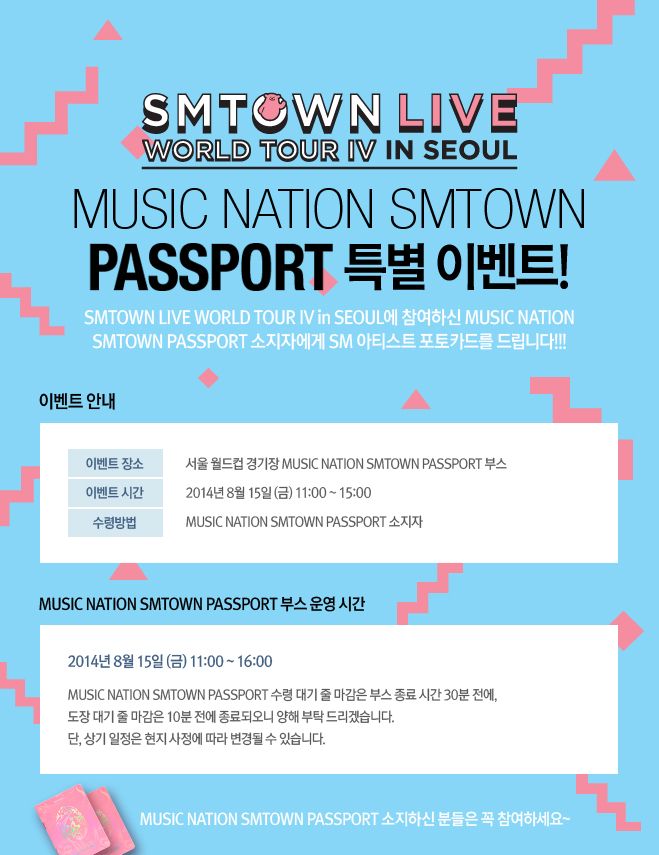 SMTOWN LIVE
WORLD TOUR IV IN SEOUL
MUSIC NATION SMTOWN
PASSPORT 특별 이벤트!
SMTOWN LIVE WORLD TOUR IV in SEOUL에 참여하신 MUSIC NATION
SMTOWN PASSPORT 소지자에게 SM 아티스트 포토카드를 드립니다!!!
이벤트 안내
이벤트 장소 서울 월드컵 경기장 MUSIC NATION SMTOWN PASSPORT 부스
이벤트 시간 2014년 8월 15일 (금) 11:00 ~ 15:00
수령방법 MUSIC NATION SMTOWN PASSPORT 소지자
MUSIC NATION SMTOWN PASSPORT 부스 운영 시간
2014년 8월 15일 (금) 11:00 ~ 16:00
MUSIC NATION SMTOWN PASSPORT 수령 대기 줄 마감은 부스 종료 시간 30분 전에,
도장 대기 줄 마감은 10분 전에 종료되오니 양해 부탁 드리겠습니다.
단, 상기 일정은 현지 사정에 따라 변경될 수 있습니다.
MUSIC NATION SMTOWN PASSPORT 소지하신 분들은 꼭 참여하세요~